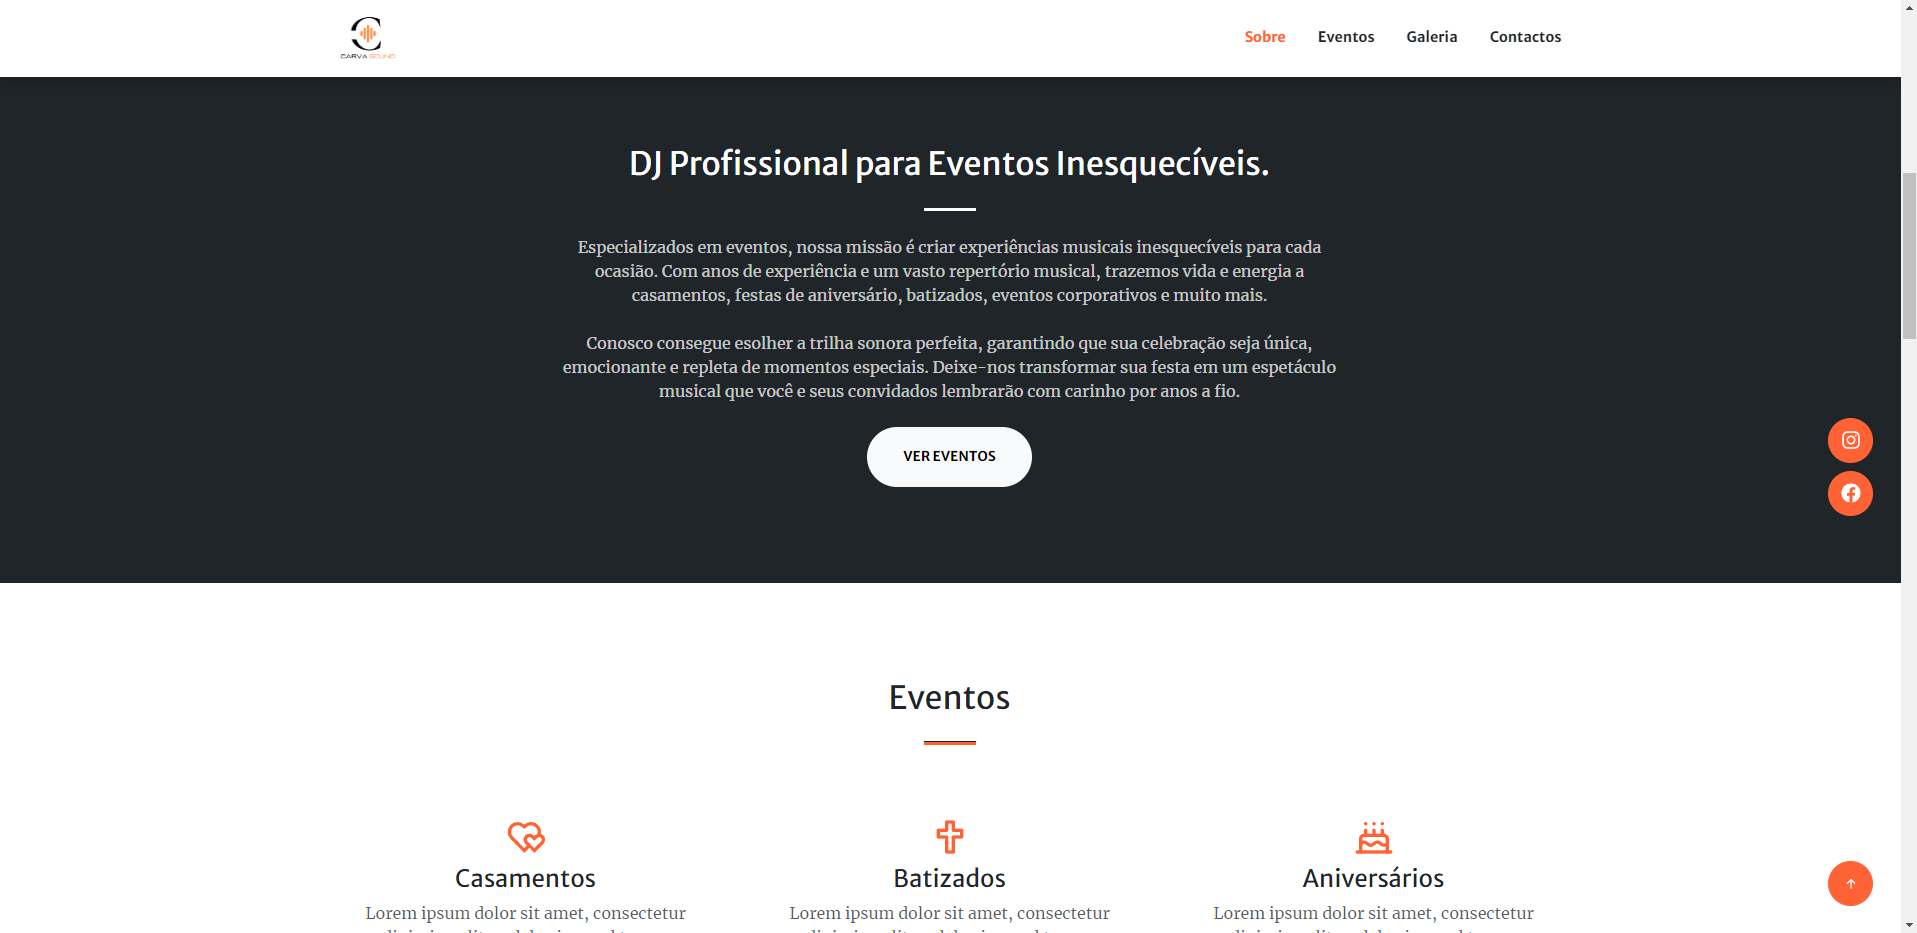 CARVA SOUND
Sobre
Eventos
Galeria
Contactos
DJ Profissional para Eventos Inesquecíveis.
Especializados em eventos, nossa missão é criar experiências musicais inesquecíveis para cada
ocasião. Com anos de experiência e um vasto repertório musical, trazemos vida e energia a
casamentos, festas de aniversário, batizados, eventos corporativos e muito mais.
Conosco consegue esolher a trilha sonora perfeita, garantindo que sua celebração seja única,
emocionante e repleta de momentos especiais. Deixe-nos transformar sua festa em um espetáculo
musical que você e seus convidados lembrarão com carinho por anos a fio.
VER EVENTOS
Eventos
Casamentos
Batizados
Aniversários
Lorem ipsum dolor sit amet, consectetur
Lorem ipsum dolor sit amet, consectetur
Lorem ipsum dolor sit amet, consectetur